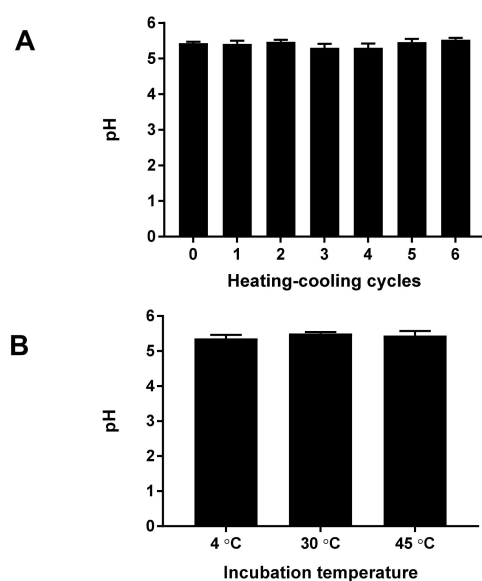 A
6
5
4
3
2
1
0
pH
0 1 2 3 4 5 6
Heating-cooling cycles
B
6
5
4
3
2
1
0
pH
4 °C 30 °C 45 °C
Incubation temperature